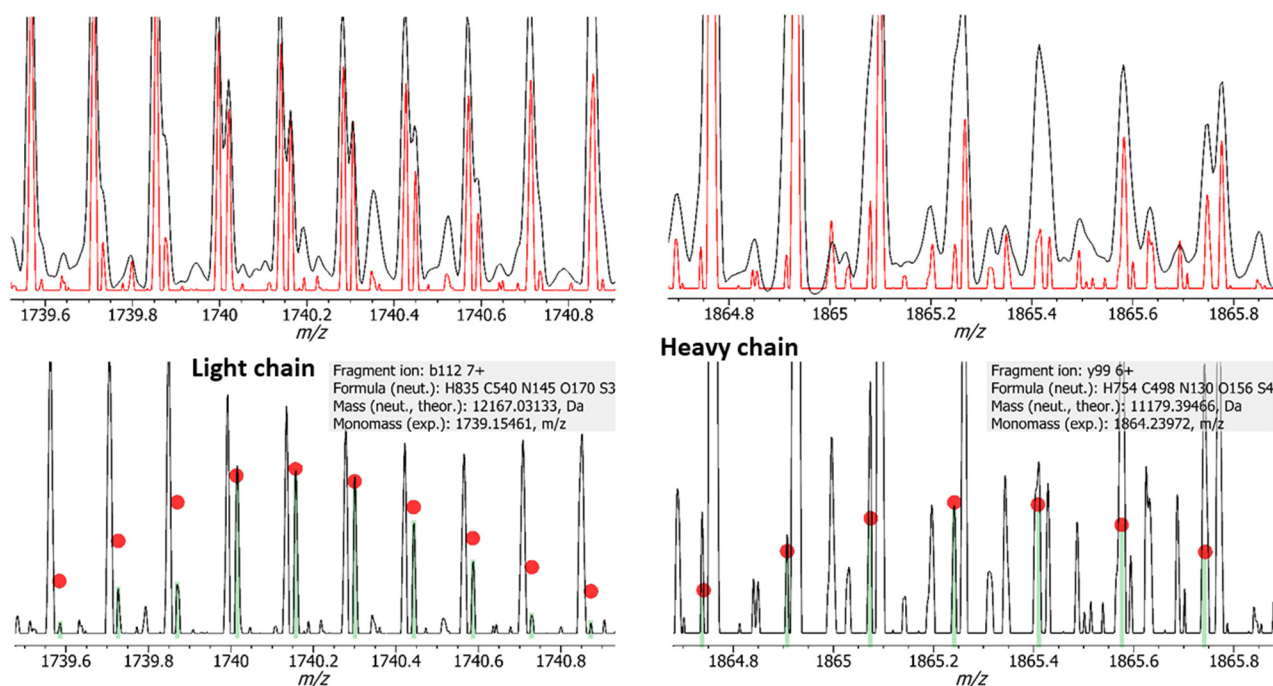 1739.6 1739.8 1740 1740.2 1740.4 1740.6 1740.8
m/z
1864.8 1865 1865.2 1865.4 1865.6 1865.8
m/z
Light chain
Fragment ion: b112 7+
Formula (neut.): H835 C540 N145 O170 S3
Mass (neut., theor.): 12167.03133, Da
Monomass (exp.): 1739.15461, m/z
1739.6 1739.8 1740 1740.2 1740.4 1740.6 1740.8
m/z
Heavy chain
Fragment ion: y99 6+
Formula (neut.): H754 C498 N130 O156 S4
Mass (neut., theor.): 11179.39466, Da
Monomass (exp.): 1864.23972, m/z
1864.8 1865 1865.2 1865.4 1865.6 1865.8
m/z